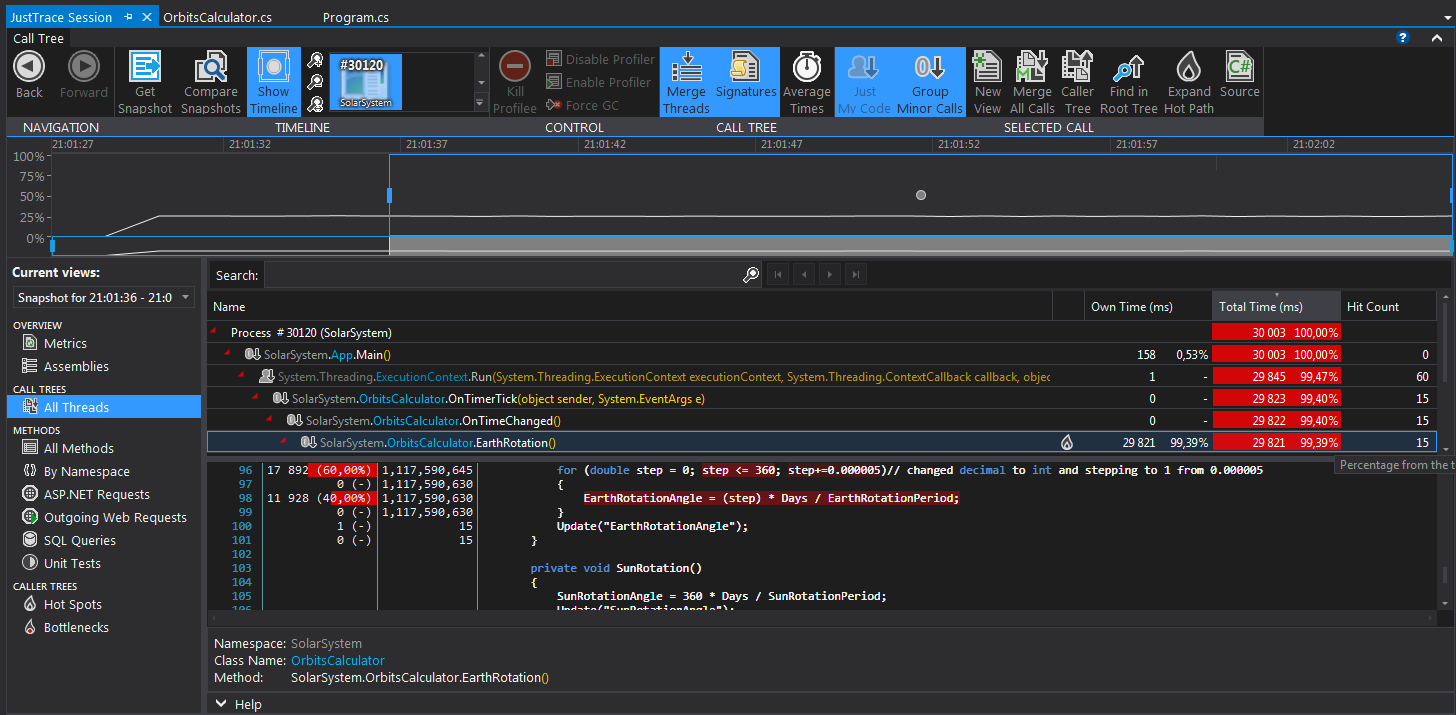 JustTrace Session OrbitsCalculator.cs Program.cs
Call Tree
Back Forward Get Snapshot Compare Snapshots Show Timeline #30120 SolarSystem Kill Profilee Disable Profiler Enable Profiler Force GC Merge Threads Signatures Average Times Just My Code Group Minor Calls New View Merge All Calls Caller Tree Find in Root Tree Expand Hot Path Source
NAVIGATION TIMELINE CONTROL CALL TREE SELECTED CALL
21:01:27 21:01:32 21:01:37 21:01:42 21:01:47 21:01:52 21:01:57 21:02:02
100%
75%
50%
25%
0%
Current views:
Snapshot for 21:01:36 - 21:0
OVERVIEW
Metrics
Assemblies
CALL TREES
All Threads
METHODS
All Methods
By Namespace
ASP.NET Requests
Outgoing Web Requests
SQL Queries
Unit Tests
CALLER TREES
Hot Spots
Bottlenecks
Search:
Name Own Time (ms) Total Time (ms) Hit Count
Process # 30120 (SolarSystem) 30 003 100,00%
SolarSystem.App.Main() 158 0,53% 30 003 100,00% 0
System.Threading.ExecutionContext.Run(System.Threading.ExecutionContext executionContext, System.Threading.ContextCallback callback, objec 1 - 29 845 99,47% 60
SolarSystem.OrbitsCalculator.OnTimerTick(object sender, System.EventArgs e) 0 - 29 823 99,40% 15
SolarSystem.OrbitsCalculator.OnTimeChanged() 0 - 29 822 99,40% 15
SolarSystem.OrbitsCalculator.EarthRotation() 29 821 99,39% 29 821 99,39% 15
Percentage from the t
96 17 892 (60,00%) 1,117,590,645 for (double step = 0; step <= 360; step+=0.000005)// changed decimal to int and stepping to 1 from 0.000005
97 0 (-) 1,117,590,630 {
98 11 928 (40,00%) 1,117,590,630 EarthRotationAngle = (step) * Days / EarthRotationPeriod;
99 0 (-) 1,117,590,630 }
100 1 (-) 15 Update("EarthRotationAngle");
101 0 (-) 15 }
102
103 private void SunRotation()
104 {
105 SunRotationAngle = 360 * Days / SunRotationPeriod;
106 Update("SunRotationAngle");
Namespace: SolarSystem
Class Name: OrbitsCalculator
Method: SolarSystem.OrbitsCalculator.EarthRotation()
Help